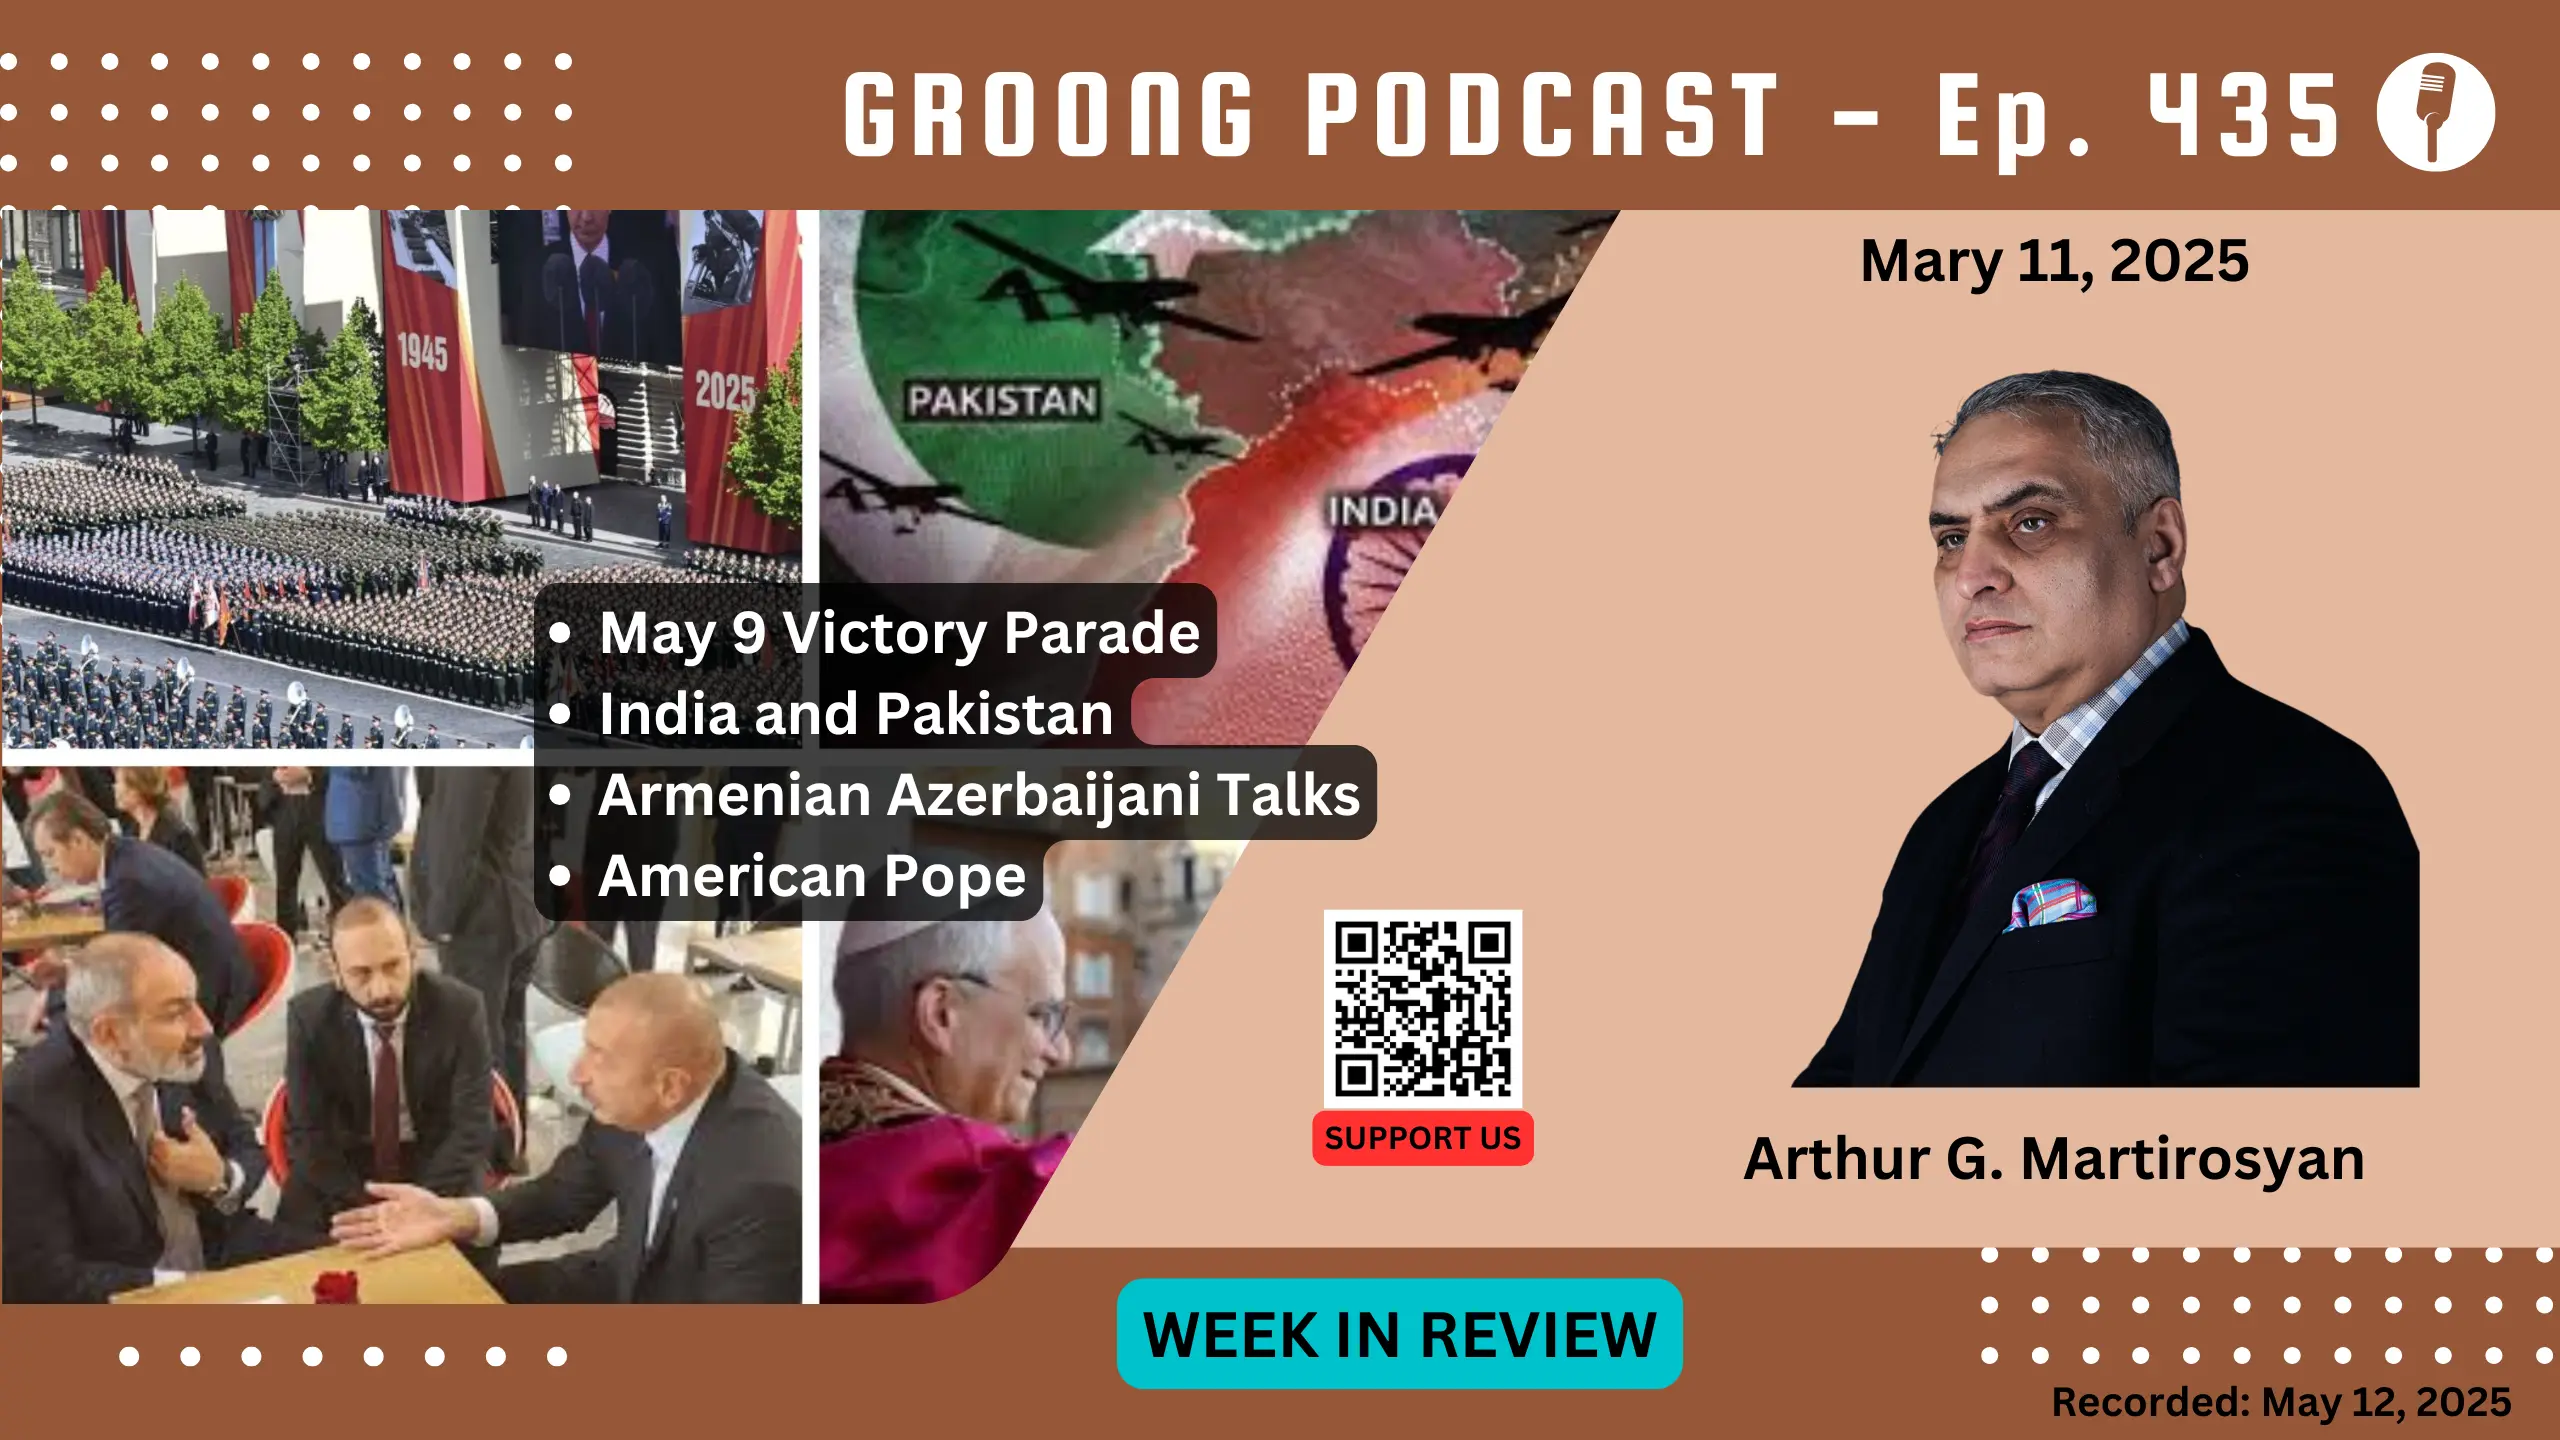 GROONG PODCAST - Ep. 435
Mary 11, 2025
1945
2025
PAKISTAN
INDIA
• May 9 Victory Parade
• India and Pakistan
• Armenian Azerbaijani Talks
• American Pope
SUPPORT US
Arthur G. Martirosyan
WEEK IN REVIEW
Recorded: May 12, 2025